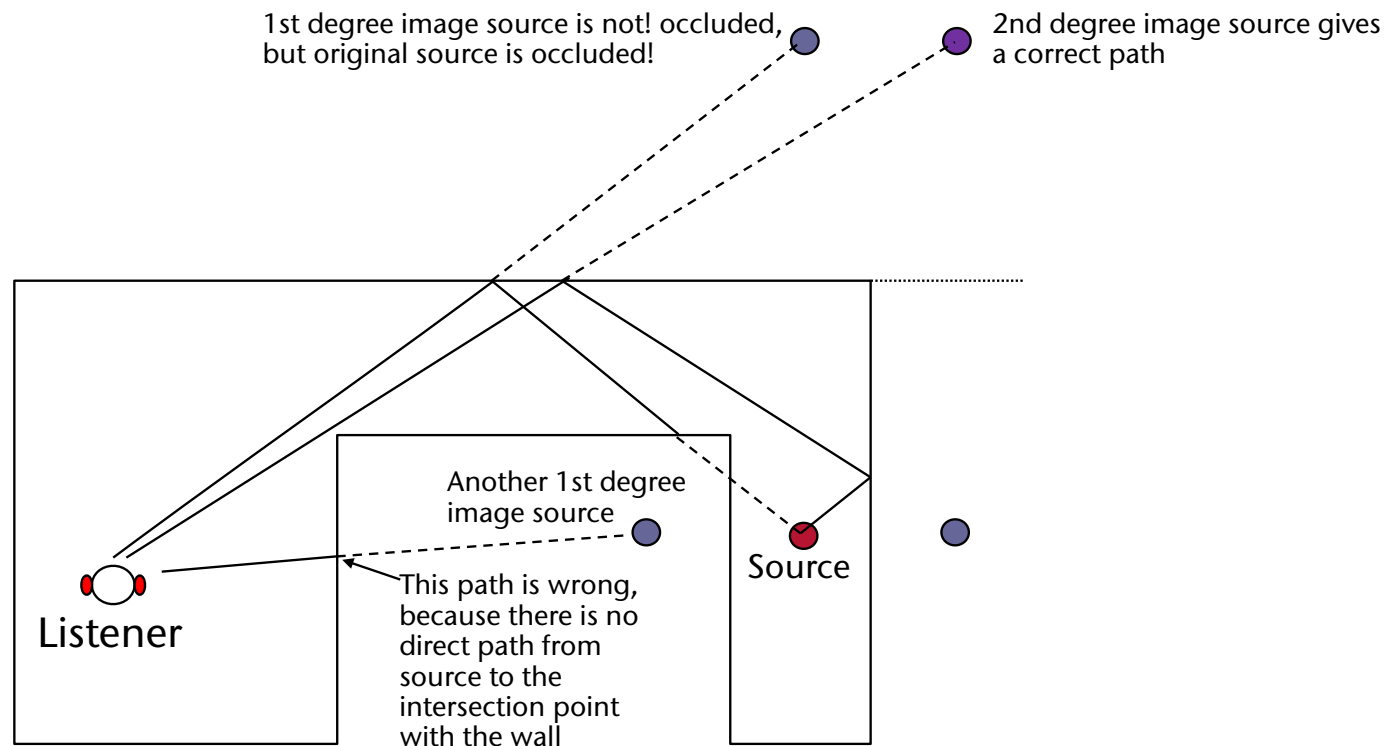 1st degree image source is not! occluded,
but original source is occluded!
2nd degree image source gives
a correct path
Another 1st degree
image source
Source
This path is wrong,
because there is no
direct path from
source to the
intersection point
with the wall
Listener